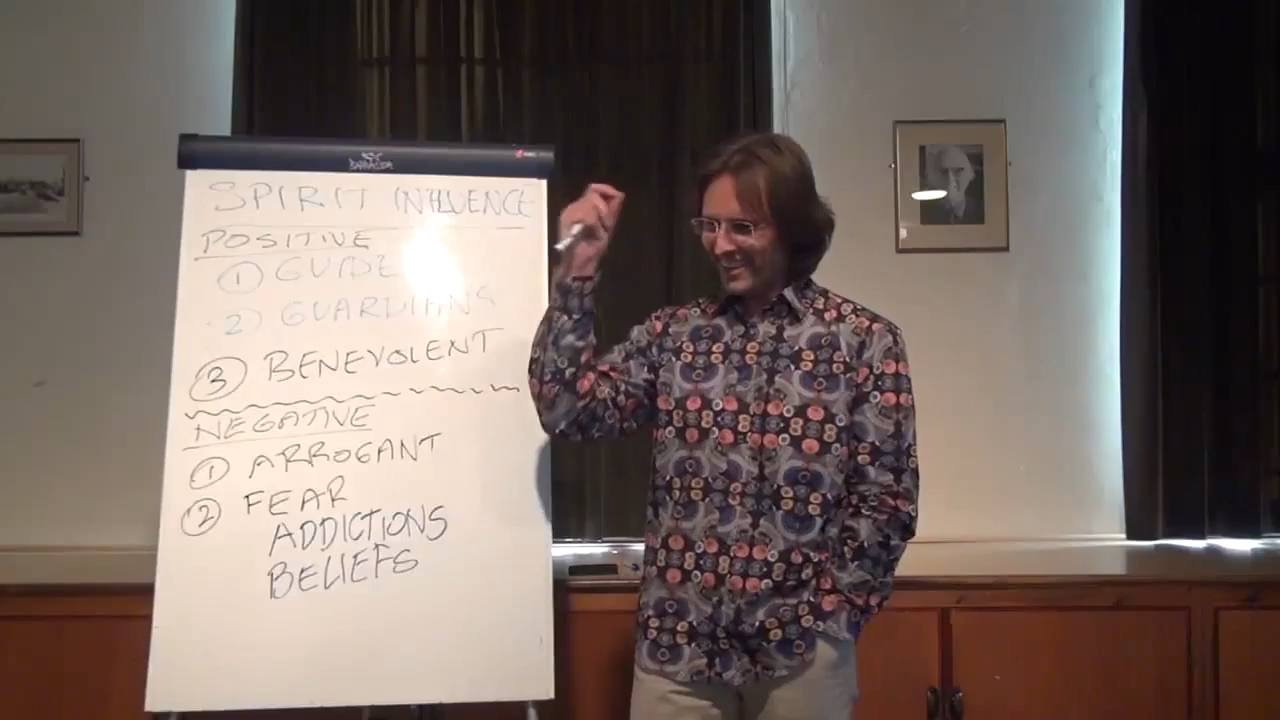 SPIRIT INFLUENCE
POSITIVE
① GUIDE
2) GUARDIANS
③ BENEVOLENT
NEGATIVE
① ARROGANT
② FEAR
ADDICTIONS
BELIEFS